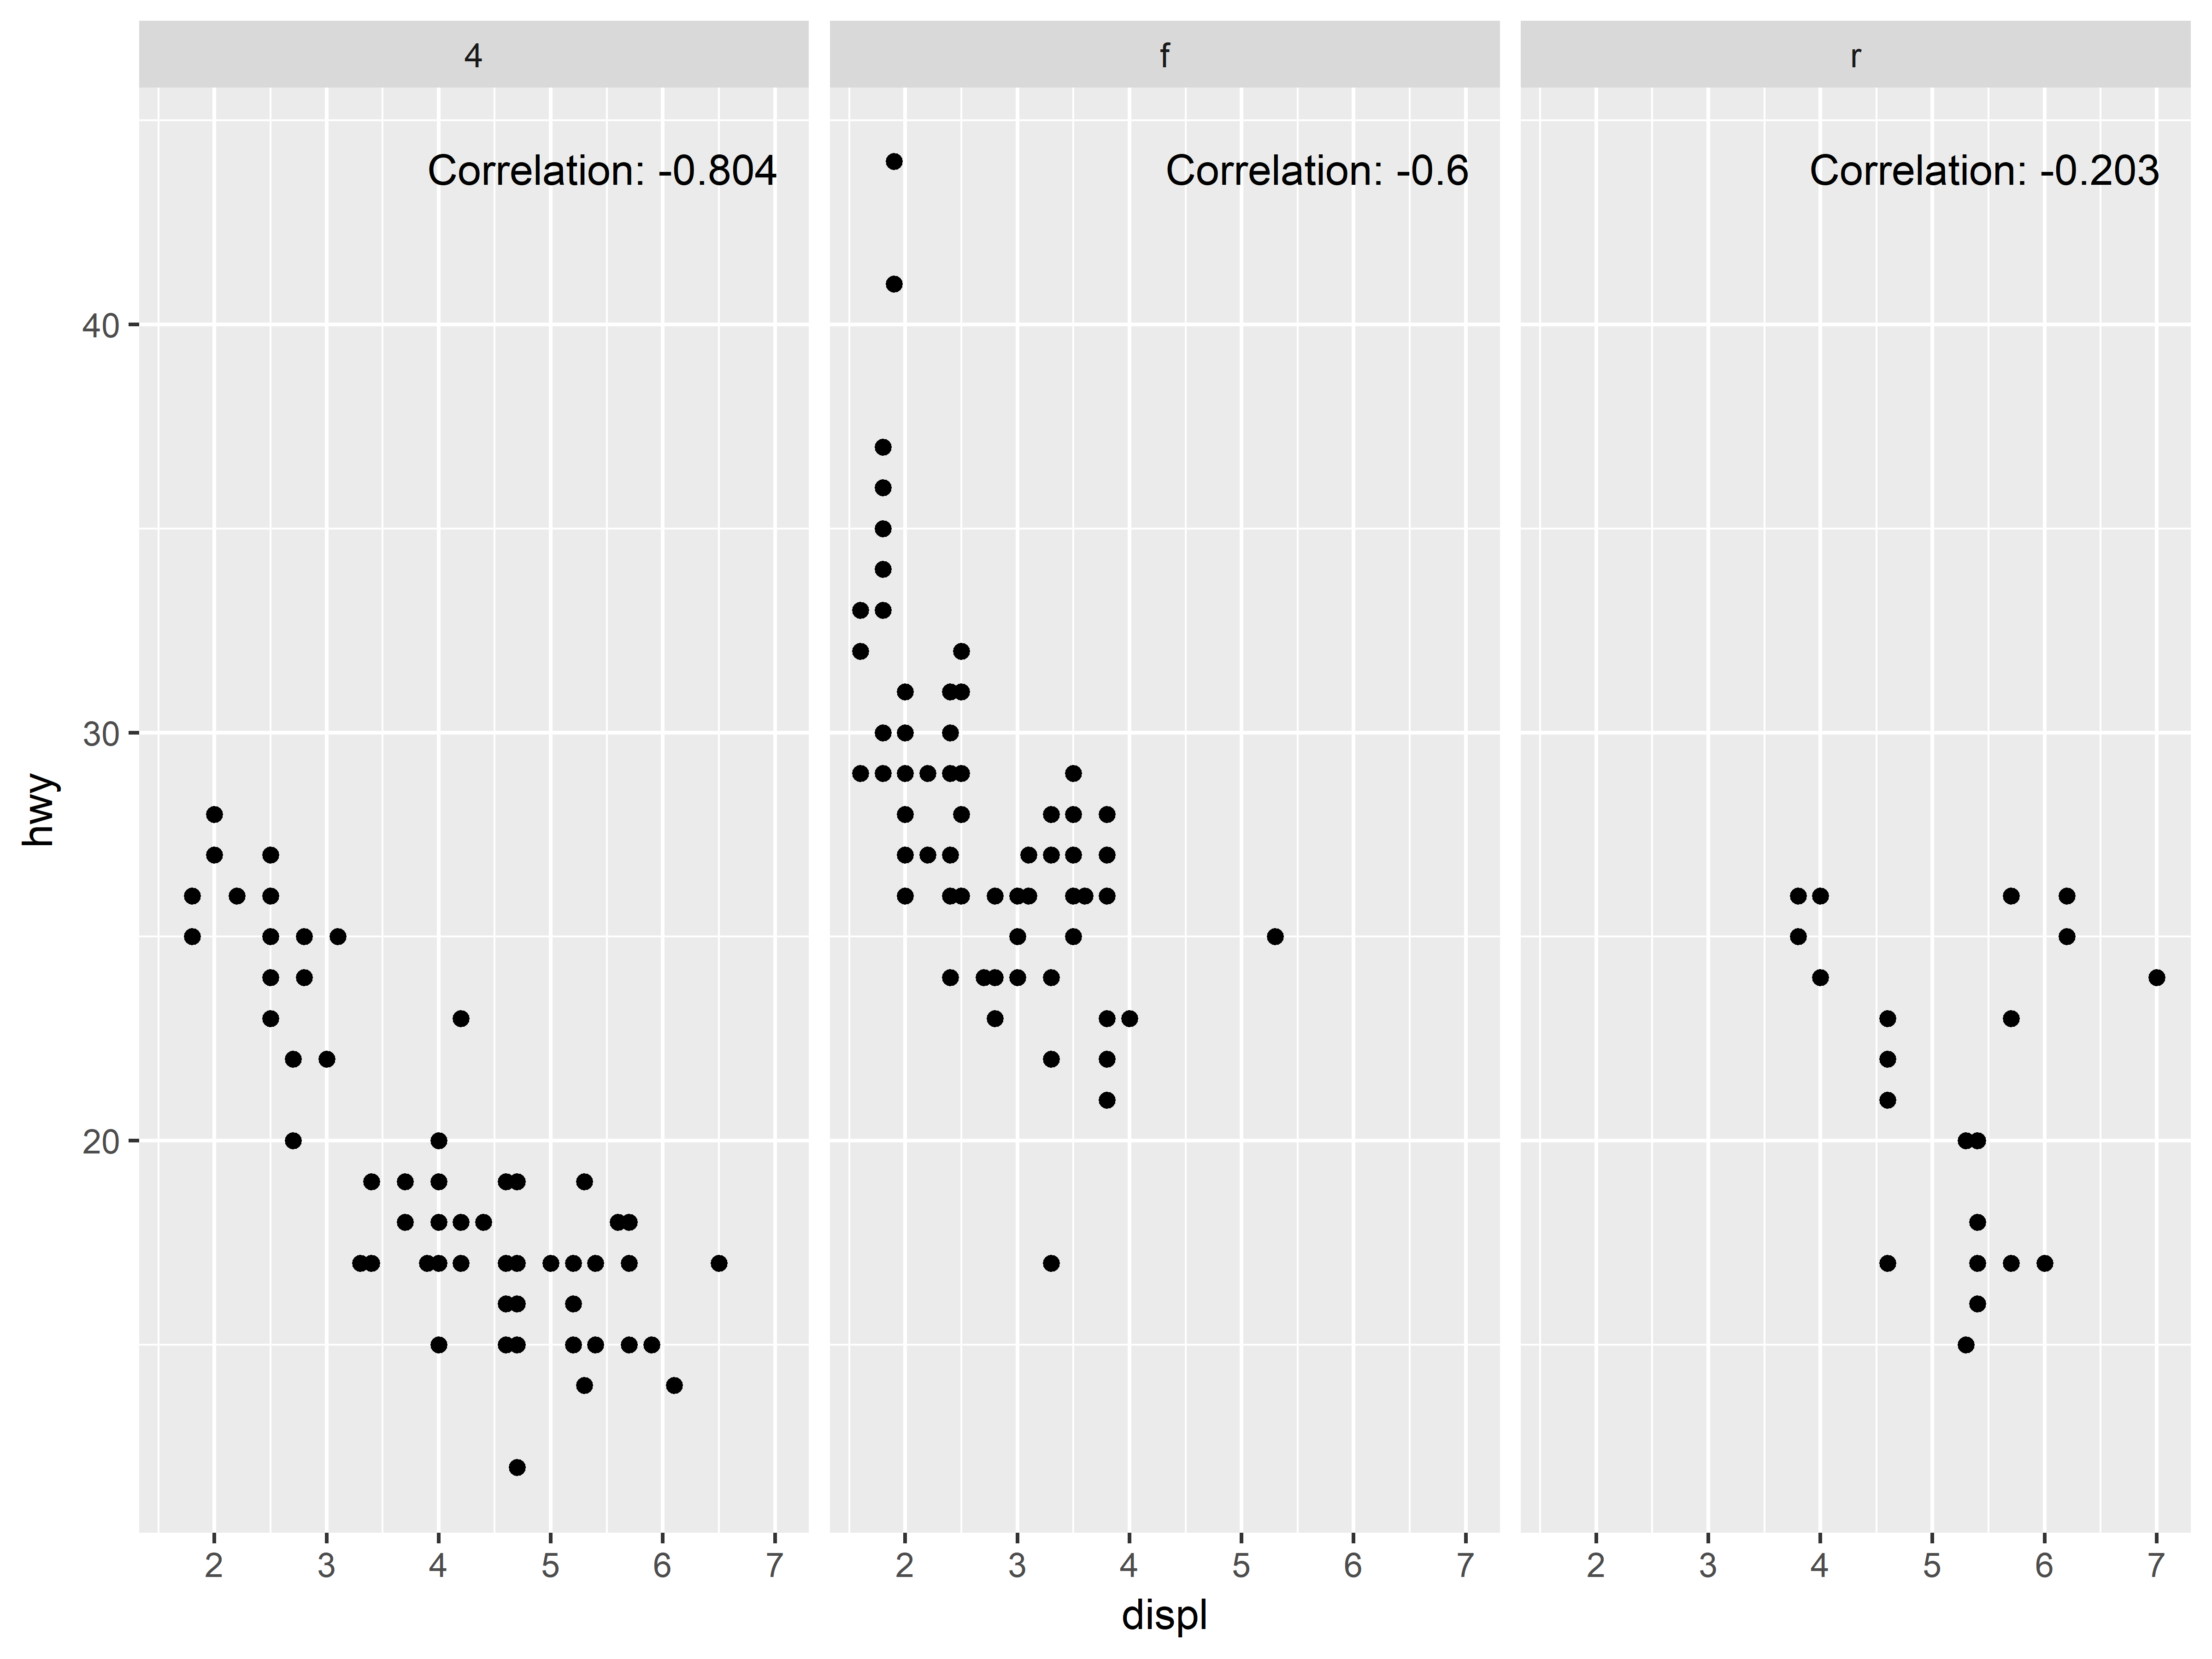 4 f r
Correlation: -0.804 Correlation: -0.6 Correlation: -0.203
40
30
20
hwy
2 3 4 5 6 7 2 3 4 5 6 7 2 3 4 5 6 7
displ